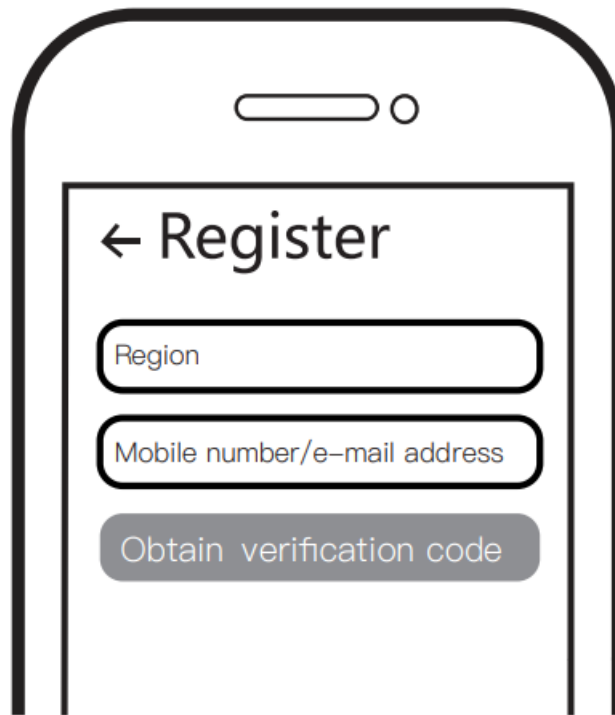 ← Register
Region
Mobile number/e-mail address
Obtain verification code